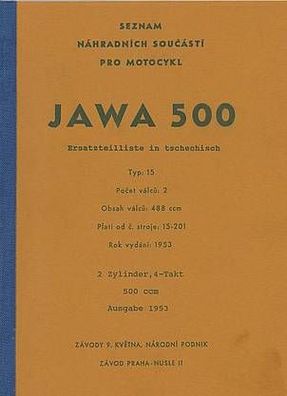 SEZNAM
NÁHRADNÍCH SOUČÁSTÍ
PRO MOTOCYKL
JAWA 500
Ersatzteilliste in tschechisch
Typ: 15
Počet válců: 2
Obsah válců: 488 ccm
Platí od č. stroje: 15-201
Rok vydání: 1953
2 Zylinder,4-Takt
500 ccm
Ausgabe 1953
ZÁVODY 9. KVĚTNA, NÁRODNÍ PODNIK
ZÁVOD PRAHA-NUSLE II